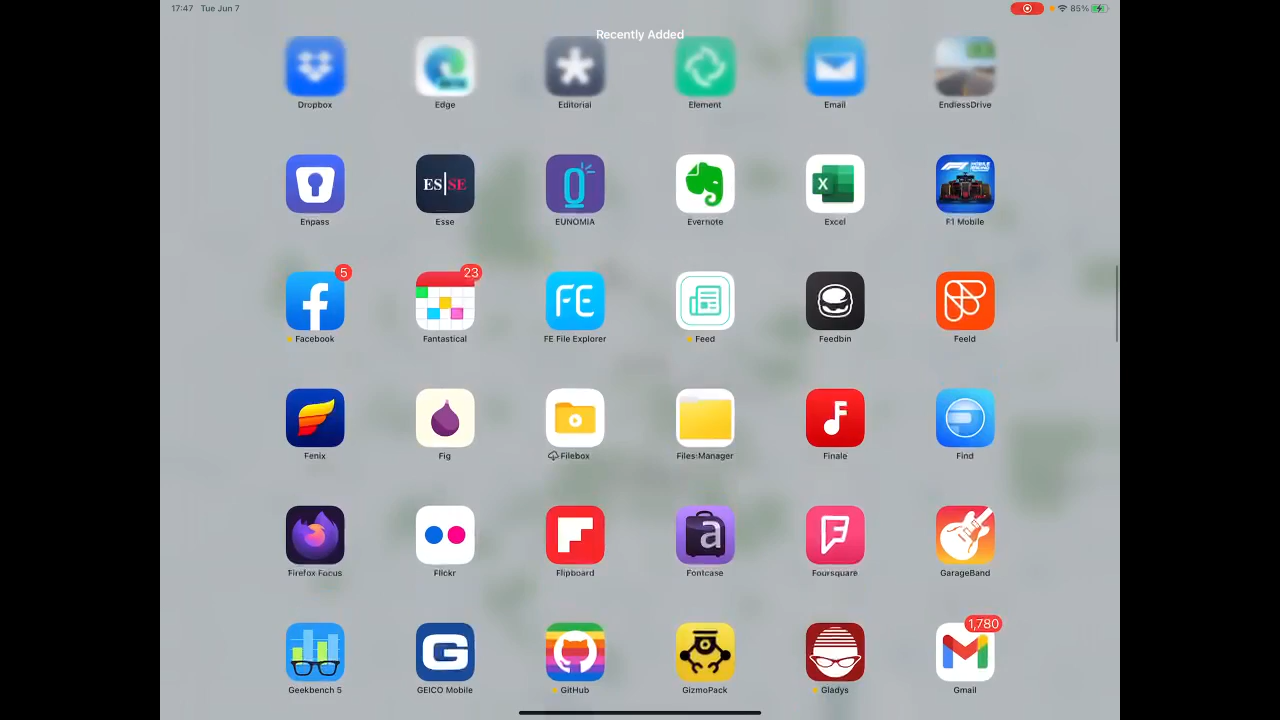 17:47 Tue Jun 7
85%
Recently Added
Dropbox Edge Editorial Element Email EndlessDrive
ES|SE
F1 MOBILE RACING
Enpass Esse EUNOMIA Evernote Excel F1 Mobile
5 23
FE
Facebook Fantastical FE File Explorer Feed Feedbin Feeld
Fenix Fig Filebox Files:Manager Finale Find
a
Firefox Focus Flickr Flipboard Fontcase Foursquare GarageBand
1,780
G
Geekbench 5 GEICO Mobile GitHub GizmoPack Gladys Gmail